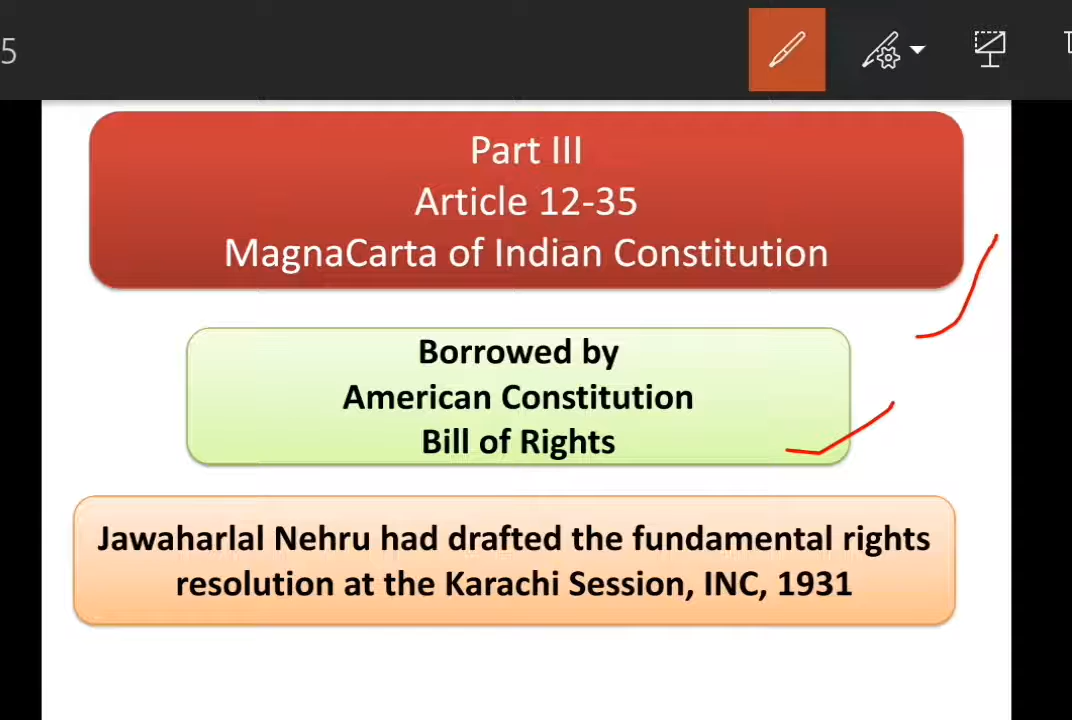 5
Part III
Article 12-35
MagnaCarta of Indian Constitution
Borrowed by
American Constitution
Bill of Rights
Jawaharlal Nehru had drafted the fundamental rights
resolution at the Karachi Session, INC, 1931